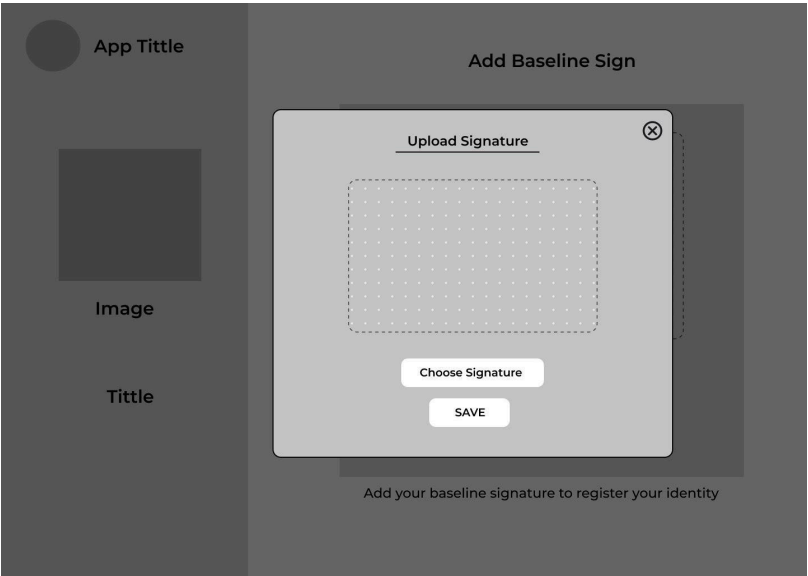 App Tittle
Image
Tittle
Add Baseline Sign
Upload Signature
Choose Signature
SAVE
Add your baseline signature to register your identity